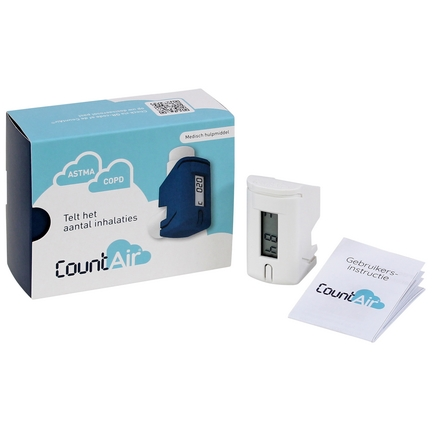 Medisch hulpmiddel
ASTMA
COPD
Telt het
aantal inhalaties
020
CountAir
Gebruikers-
instructie
CountAir